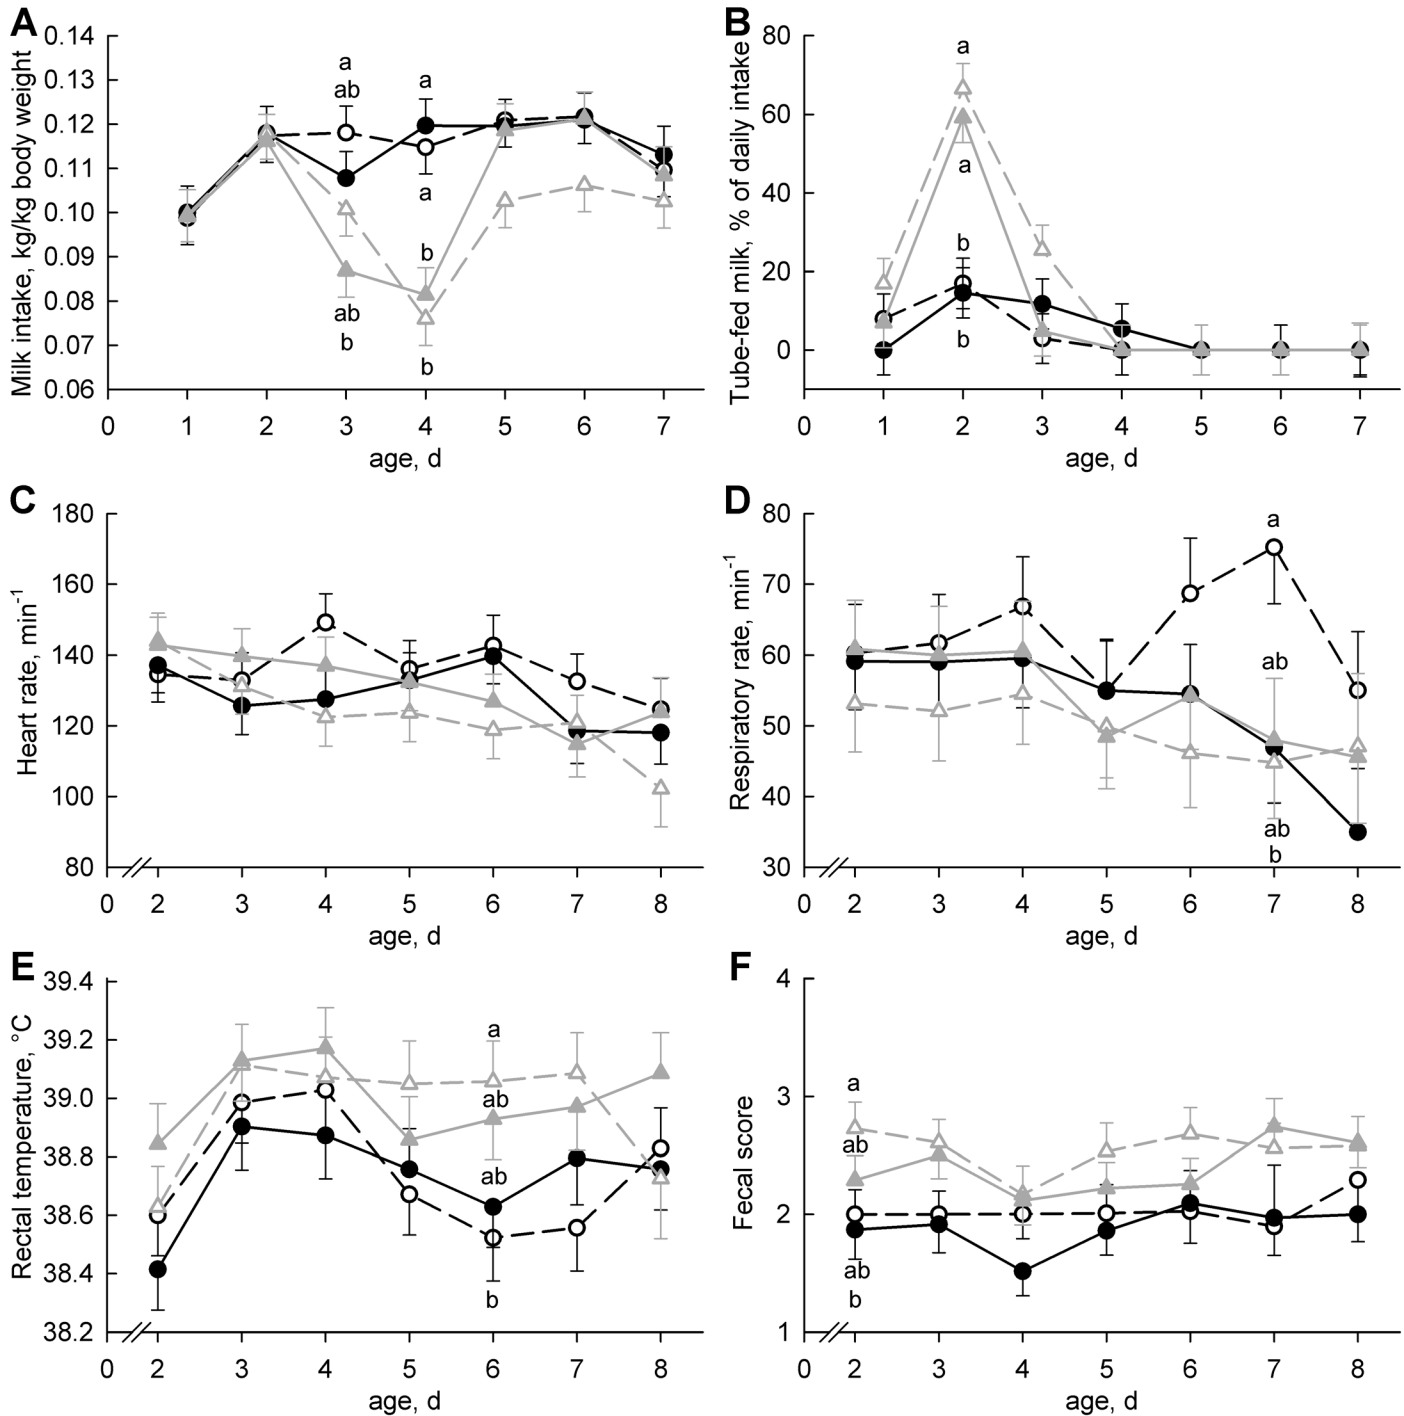 A
Milk intake, kg/kg body weight
0.14
0.13
0.12
0.11
0.10
0.09
0.08
0.07
0.06
a
ab
a
a
b
ab
b
b
0 1 2 3 4 5 6 7
age, d
B
Tube-fed milk, % of daily intake
80
60
40
20
0
a
a
b
b
0 1 2 3 4 5 6 7
age, d
C
Heart rate, min-1
180
160
140
120
100
80
0 2 3 4 5 6 7 8
age, d
D
Respiratory rate, min-1
80
70
60
50
40
30
a
ab
ab
b
0 2 3 4 5 6 7 8
age, d
E
Rectal temperature, °C
39.4
39.2
39.0
38.8
38.6
38.4
38.2
a
ab
ab
b
0 2 3 4 5 6 7 8
age, d
F
Fecal score
4
3
2
1
a
ab
ab
b
0 2 3 4 5 6 7 8
age, d